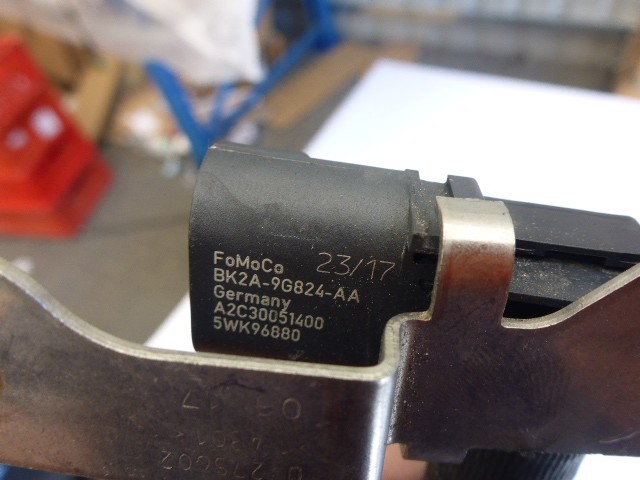 FoMoCo 23/17
BK2A-9G824-AA
Germany
A2C30051400
5WK96880